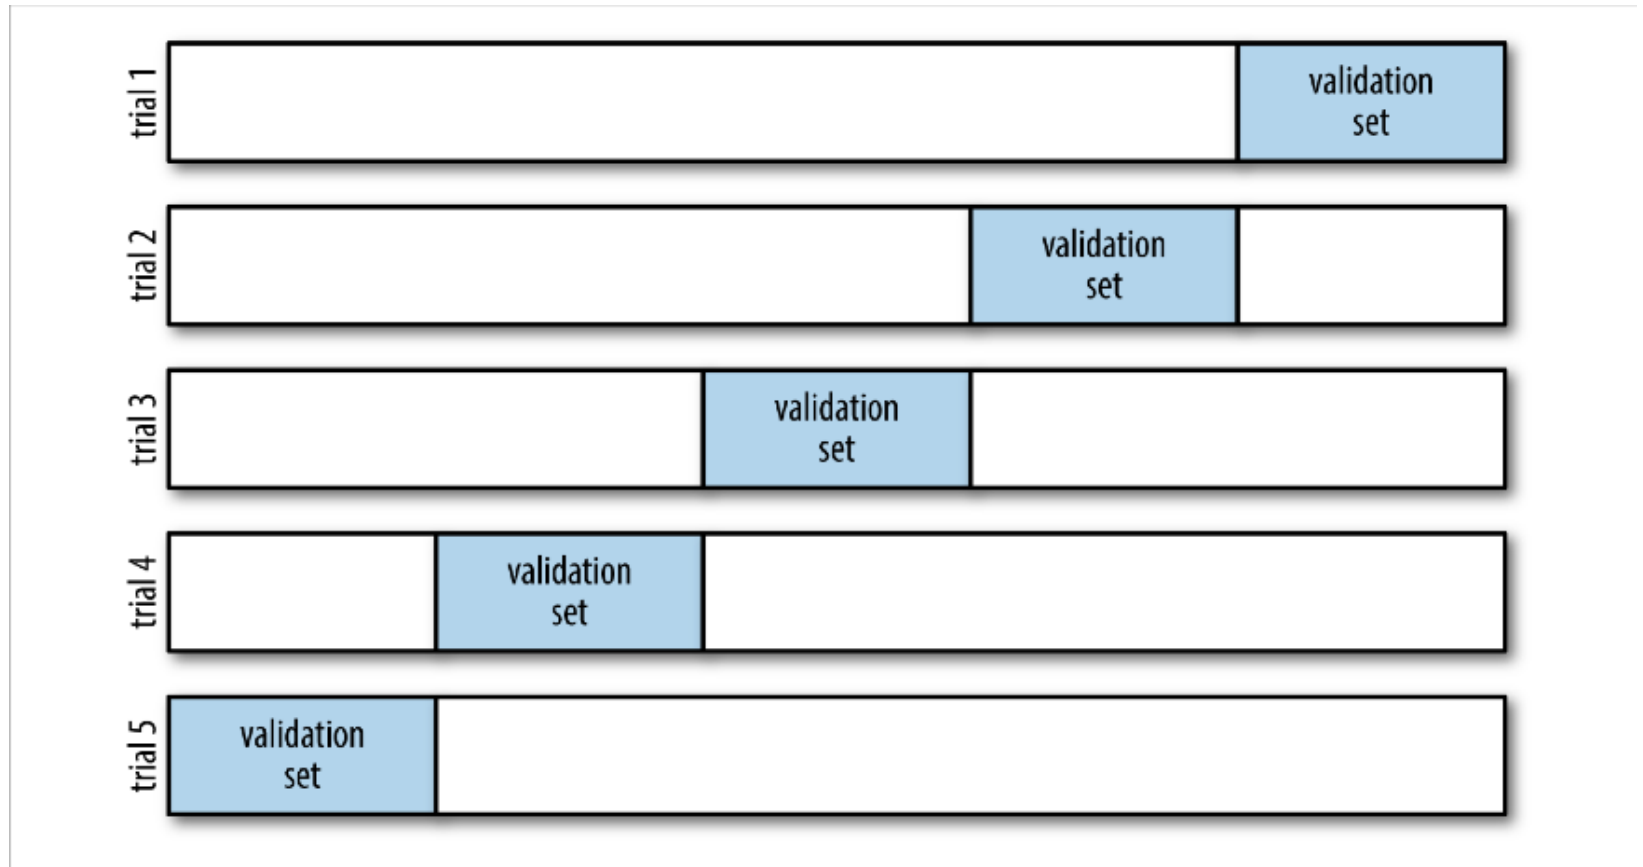 trial 1
validation
set
trial 2
validation
set
trial 3
validation
set
trial 4
validation
set
trial 5
validation
set